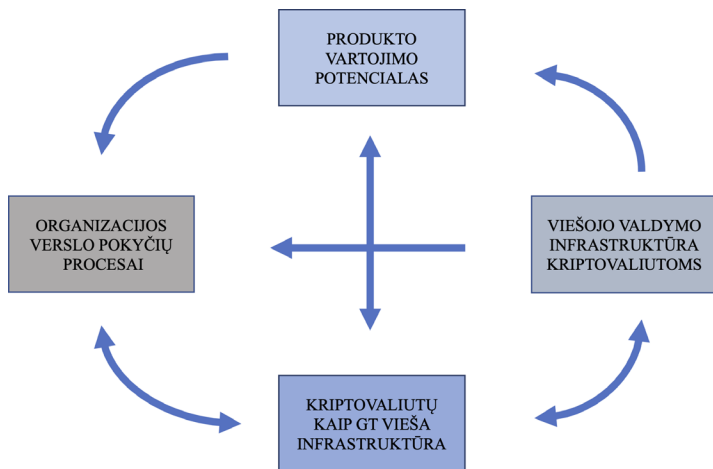 PRODUKTO
VARTOJIMO
POTENCIALAS
ORGANIZACIJOS
VERSLO POKYČIŲ
PROCESAI
VIEŠOJO VALDYMO
INFRASTRUKTŪRA
KRIPTOVALIUTOMS
KRIPTOVALIUTŲ
KAIP GT VIEŠA
INFRASTRUKTŪRA